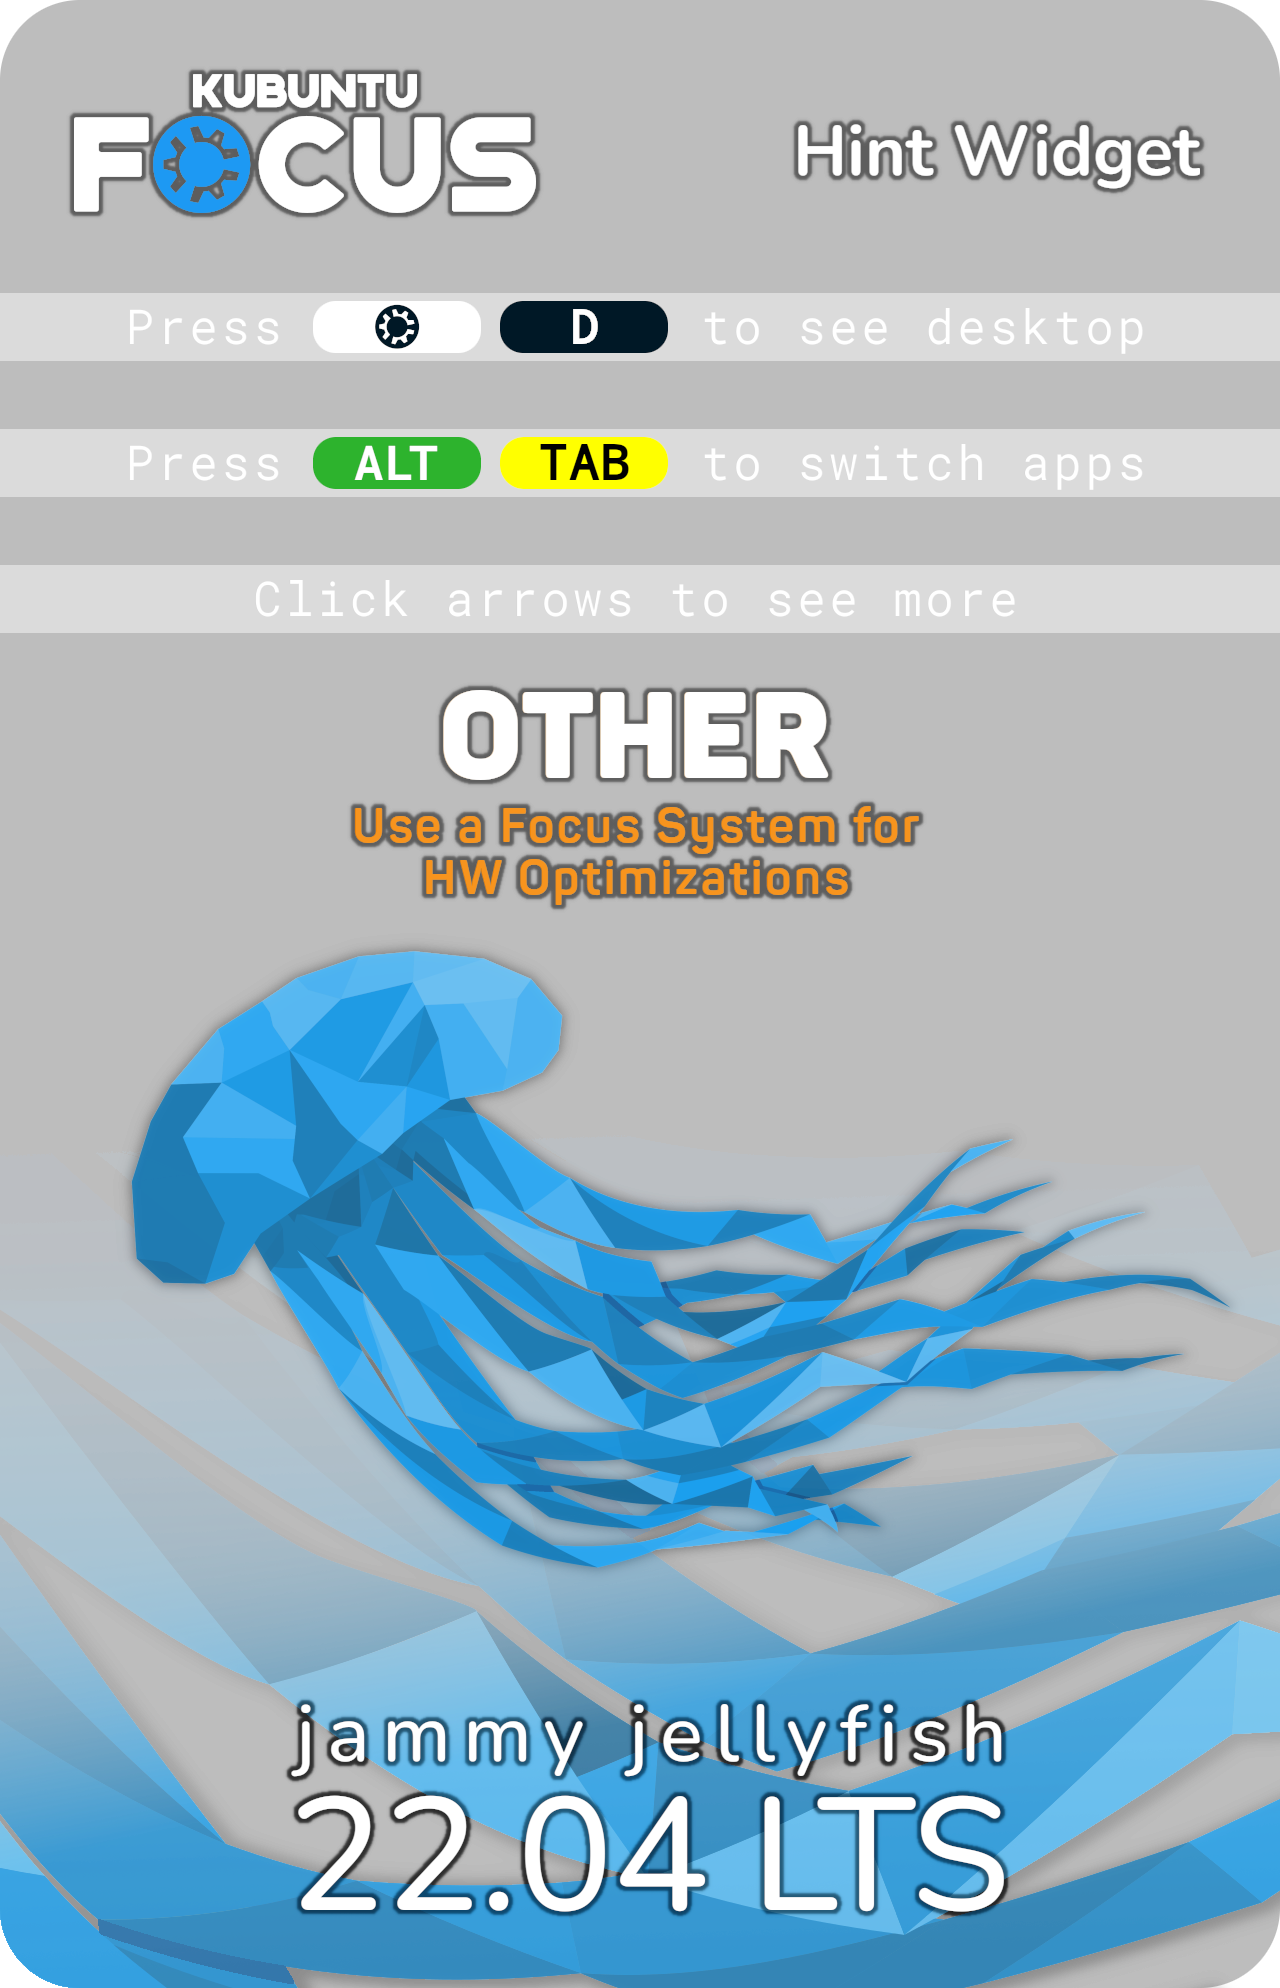 KUBUNTU
FOCUS
Hint Widget
Press D to see desktop
Press ALT TAB to switch apps
Click arrows to see more
OTHER
Use a Focus System for
HW Optimizations
jammy jellyfish
22.04 LTS